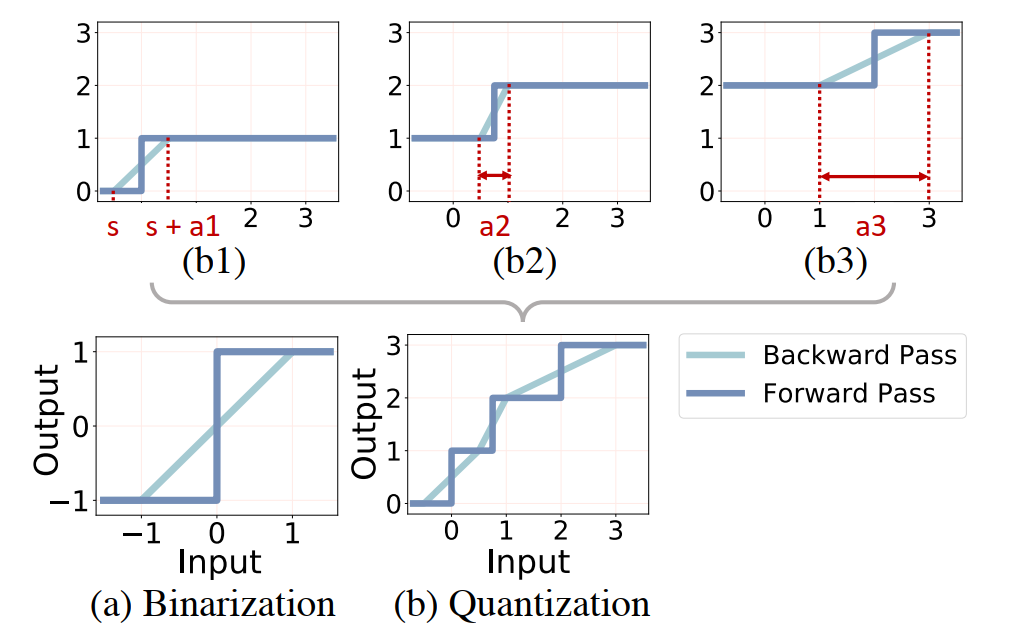 3
2
1
0
s
s + a1
2
3
(b1)
3
2
1
0
0
a2
2
3
(b2)
3
2
1
0
0
1
a3
3
(b3)
Output
1
0
−1
−1
0
1
Input
(a) Binarization
Output
3
2
1
0
0
1
2
3
Input
(b) Quantization
Backward Pass
Forward Pass